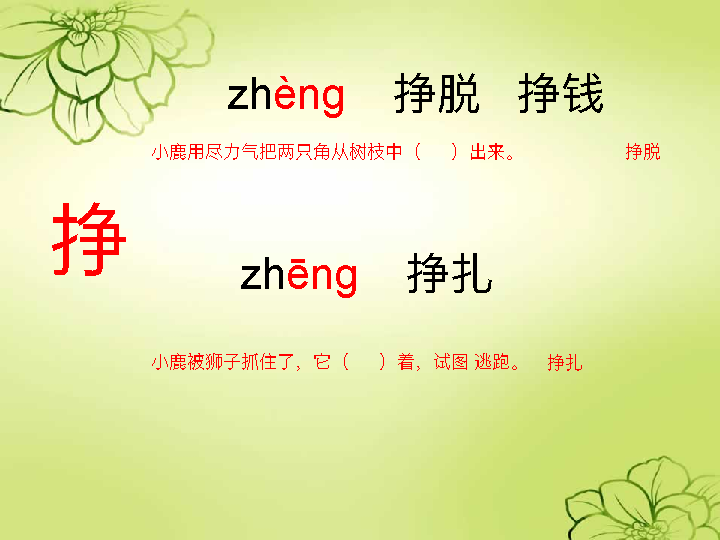 zhèng 挣脱 挣钱
小鹿用尽力气把两只角从树枝中（ ）出来。 挣脱
挣
zhēng 挣扎
小鹿被狮子抓住了，它（ ）着，试图 逃跑。 挣扎